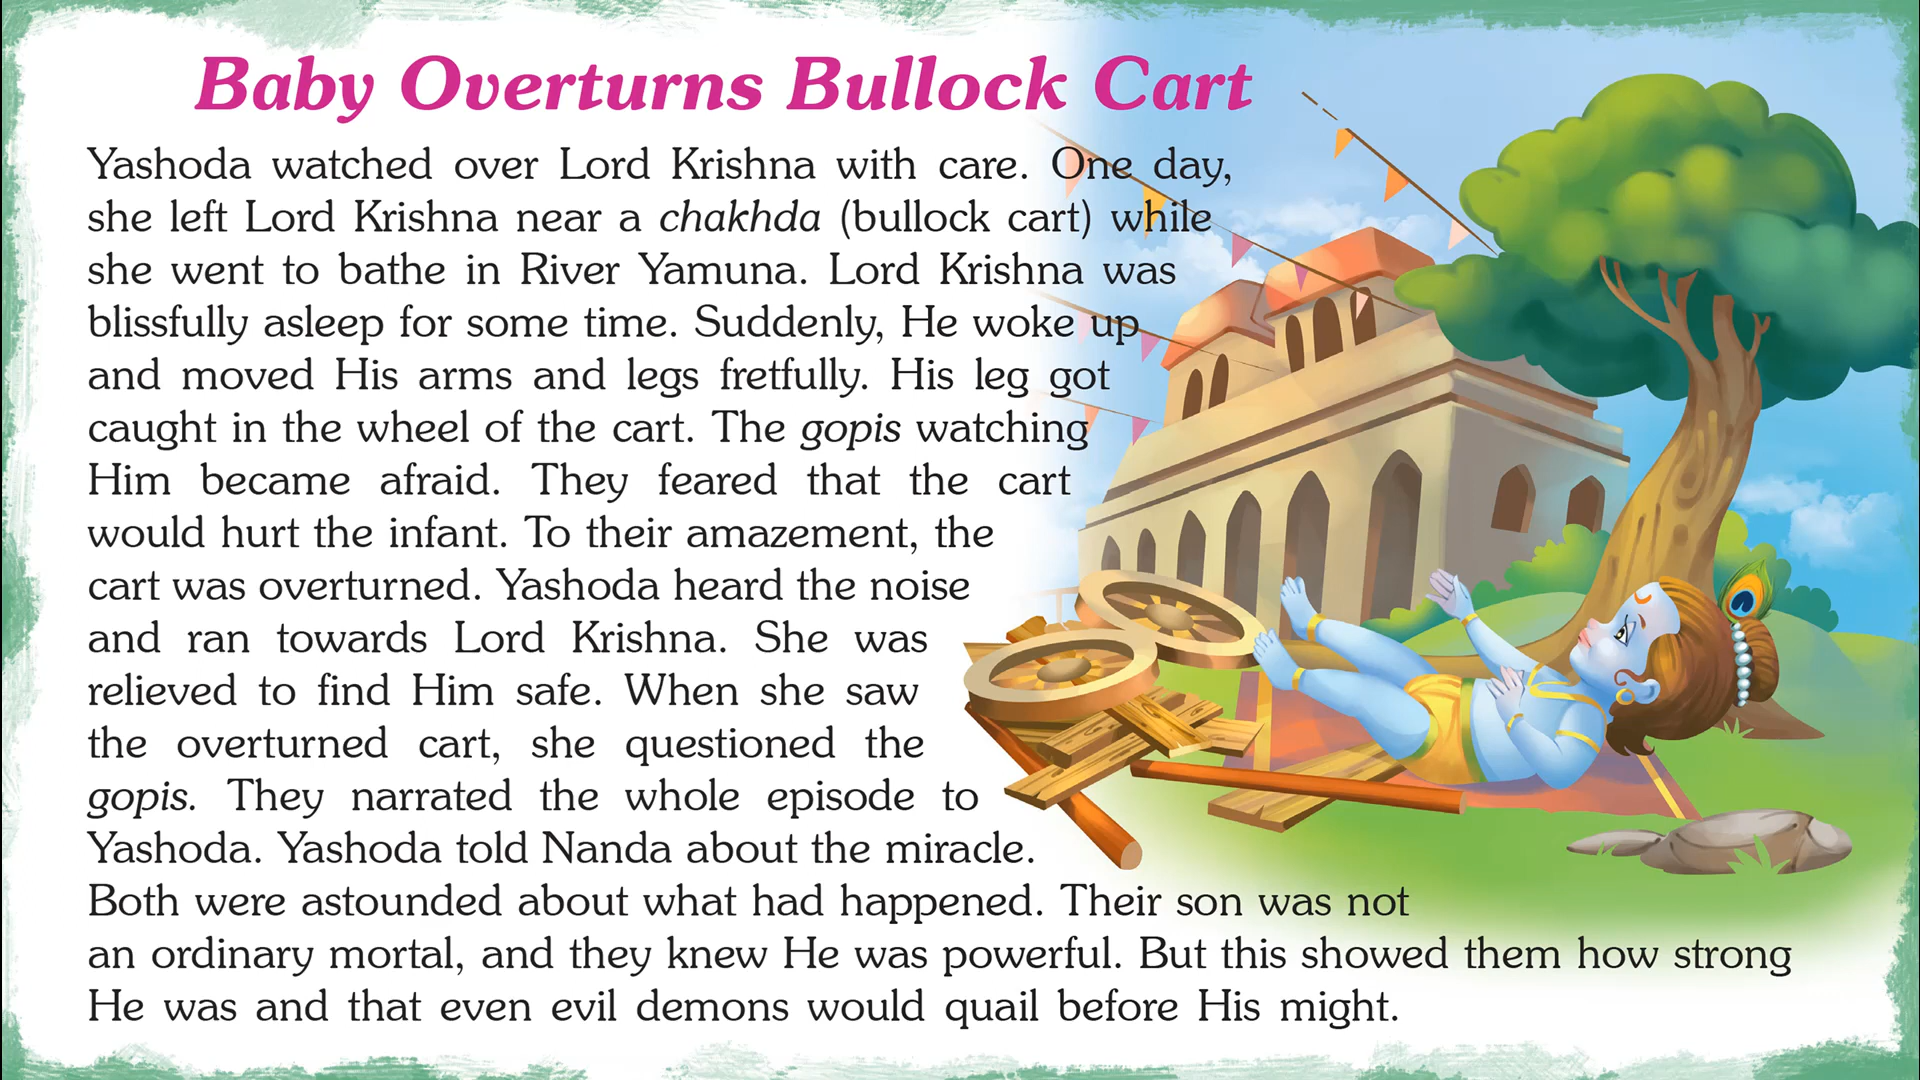 Baby Overturns Bullock Cart
Yashoda watched over Lord Krishna with care. One day,
she left Lord Krishna near a chakhda (bullock cart) while
she went to bathe in River Yamuna. Lord Krishna was
blissfully asleep for some time. Suddenly, He woke up
and moved His arms and legs fretfully. His leg got
caught in the wheel of the cart. The gopis watching
Him became afraid. They feared that the cart
would hurt the infant. To their amazement, the
cart was overturned. Yashoda heard the noise
and ran towards Lord Krishna. She was
relieved to find Him safe. When she saw
the overturned cart, she questioned the
gopis. They narrated the whole episode to
Yashoda. Yashoda told Nanda about the miracle.
Both were astounded about what had happened. Their son was not
an ordinary mortal, and they knew He was powerful. But this showed them how strong
He was and that even evil demons would quail before His might.